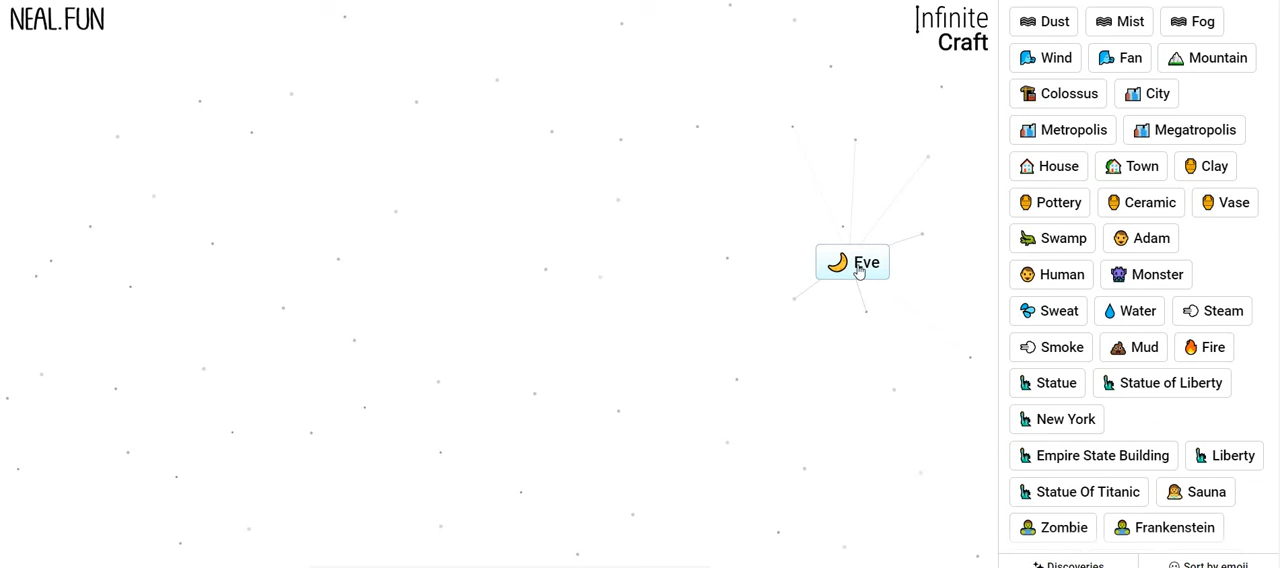 NEAL.FUN
Infinite
Craft
Dust Mist Fog
Wind Fan Mountain
Colossus City
Metropolis Megatropolis
House Town Clay
Pottery Ceramic Vase
Swamp Adam
Eve
Human Monster
Sweat Water Steam
Smoke Mud Fire
Statue Statue of Liberty
New York
Empire State Building Liberty
Statue Of Titanic Sauna
Zombie Frankenstein
Discoveries Sort by emoji